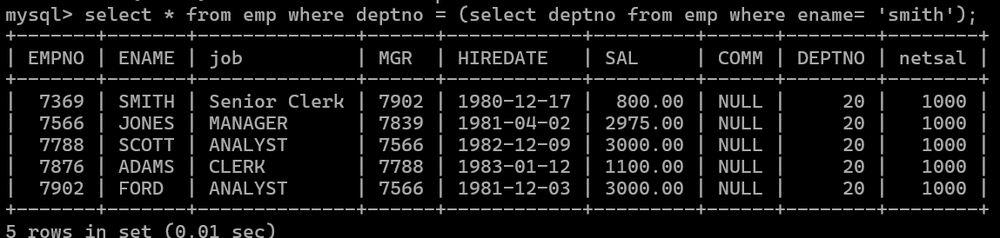 mysql> select * from emp where deptno = (select deptno from emp where ename= 'smith');
+-------+-------+--------------+------+------------+---------+------+--------+--------+
| EMPNO | ENAME | job          | MGR  | HIREDATE   | SAL     | COMM | DEPTNO | netsal |
+-------+-------+--------------+------+------------+---------+------+--------+--------+
|  7369 | SMITH | Senior Clerk | 7902 | 1980-12-17 |  800.00 | NULL |     20 |   1000 |
|  7566 | JONES | MANAGER      | 7839 | 1981-04-02 | 2975.00 | NULL |     20 |   1000 |
|  7788 | SCOTT | ANALYST      | 7566 | 1982-12-09 | 3000.00 | NULL |     20 |   1000 |
|  7876 | ADAMS | CLERK        | 7788 | 1983-01-12 | 1100.00 | NULL |     20 |   1000 |
|  7902 | FORD  | ANALYST      | 7566 | 1981-12-03 | 3000.00 | NULL |     20 |   1000 |
+-------+-------+--------------+------+------------+---------+------+--------+--------+
5 rows in set (0.01 sec)